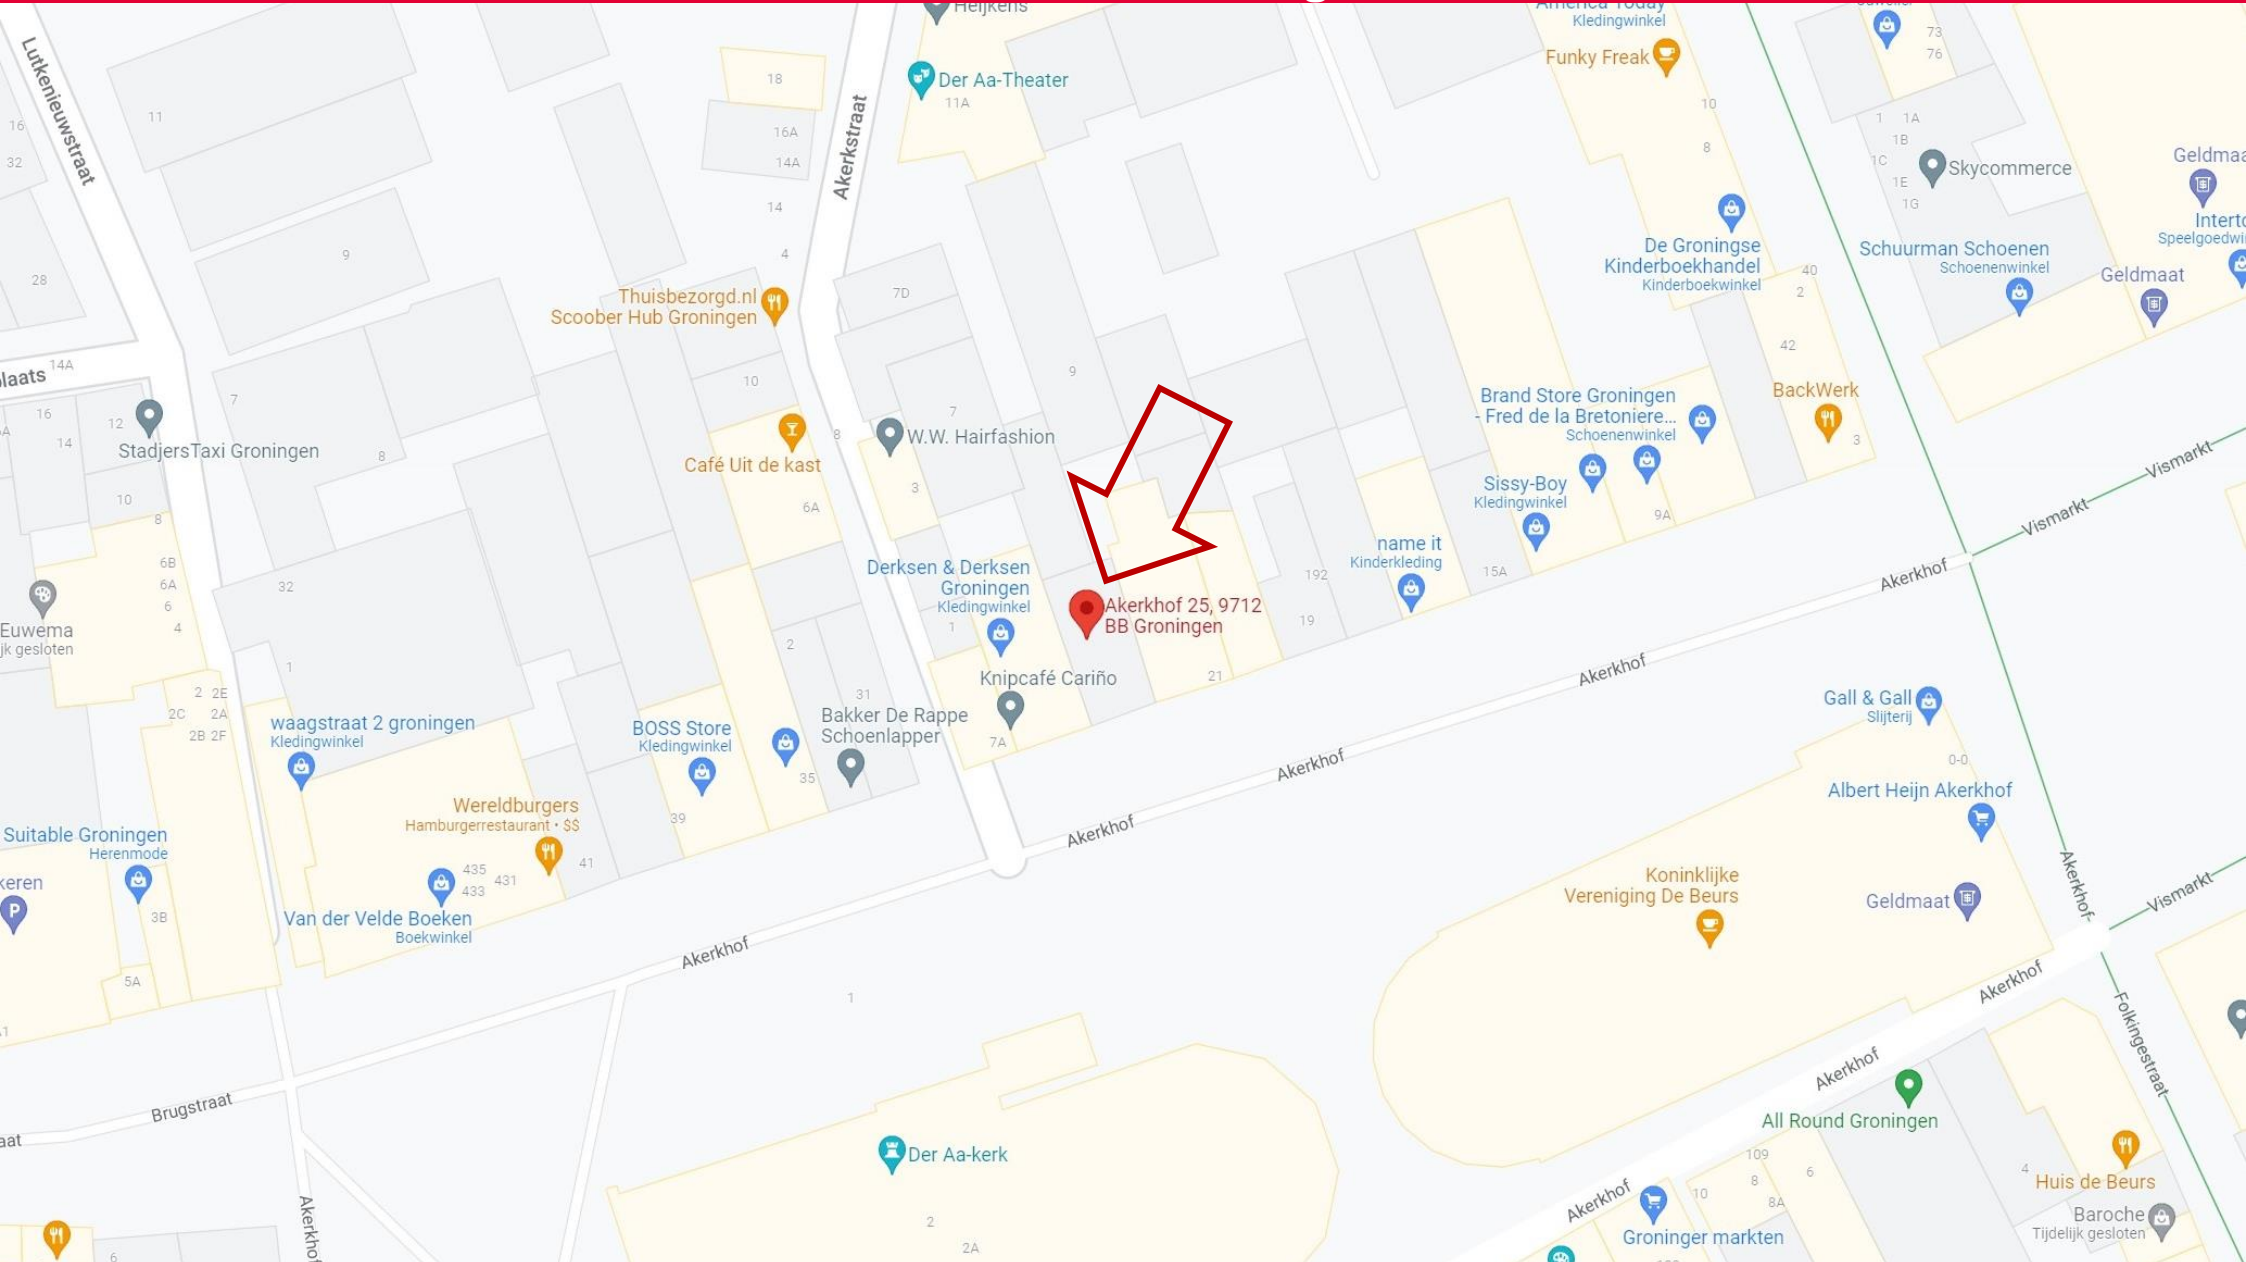 Heijkens
America Today
Kledingwinkel
Funky Freak
73
76
Lutkenieuwstraat
11
18
Akerkstraat
Der Aa-Theater
11A
10
16
32
16A
14A
8
1
1A
1B
1C
1E
1G
Skycommerce
14
4
9
28
7D
De Groningse
Kinderboekhandel
Kinderboekwinkel
40
2
Schuurman Schoenen
Schoenenwinkel
Geldmaat
Thuisbezorgd.nl
Scoober Hub Groningen
42
14A
16
12
14
7
10
9
7
StadjersTaxi Groningen
8
Café Uit de kast
8
W.W. Hairfashion
Brand Store Groningen
- Fred de la Bretoniere...
Schoenenwinkel
BackWerk
3
Vismarkt
Vismarkt
10
8
6A
3
Sissy-Boy
Kledingwinkel
9A
name it
Kinderkleding
15A
Akerkhof
6B
6A
6
4
32
Derksen & Derksen
Groningen
Kledingwinkel
1
192
19
Euwema
Akerkhof 25, 9712
BB Groningen
1
2
Knipcafé Cariño
21
Akerkhof
2
2E
2C
2A
2B
2F
waagstraat 2 groningen
Kledingwinkel
BOSS Store
Kledingwinkel
31
Bakker De Rappe
Schoenlapper
7A
Gall & Gall
Slijterij
0-0
35
Akerkhof
Albert Heijn Akerkhof
Wereldburgers
Hamburgerrestaurant • $$
39
Akerkhof
Suitable Groningen
Herenmode
41
435
431
433
Van der Velde Boeken
Boekwinkel
3B
Koninklijke
Vereniging De Beurs
Geldmaat
Akerkhof
Vismarkt
Akerkhof
5A
1
Akerkhof
Folkingestraat
Brugstraat
Akerkhof
All Round Groningen
Der Aa-kerk
109
8
8A
6
10
4
Huis de Beurs
Akerkhof
Akerkhof
2
2A
6
Groninger markten
Baroche
Tijdelijk gesloten